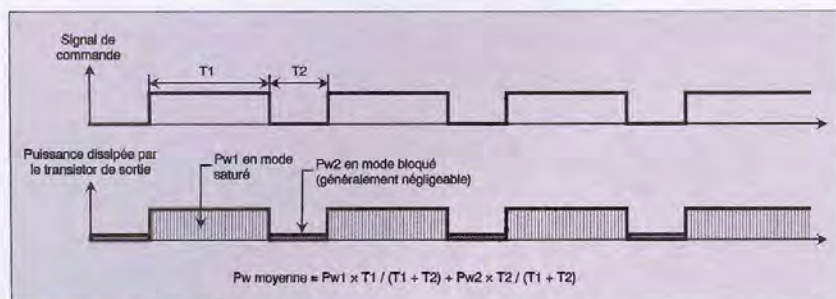 Signal de
commande
T1
T2
Puissance dissipée par
le transistor de sortie
Pw1 en mode
saturé
Pw2 en mode bloqué
(généralement négligeable)
Pw moyenne = Pw1 x T1 / (T1 + T2) + Pw2 x T2 / (T1 + T2)